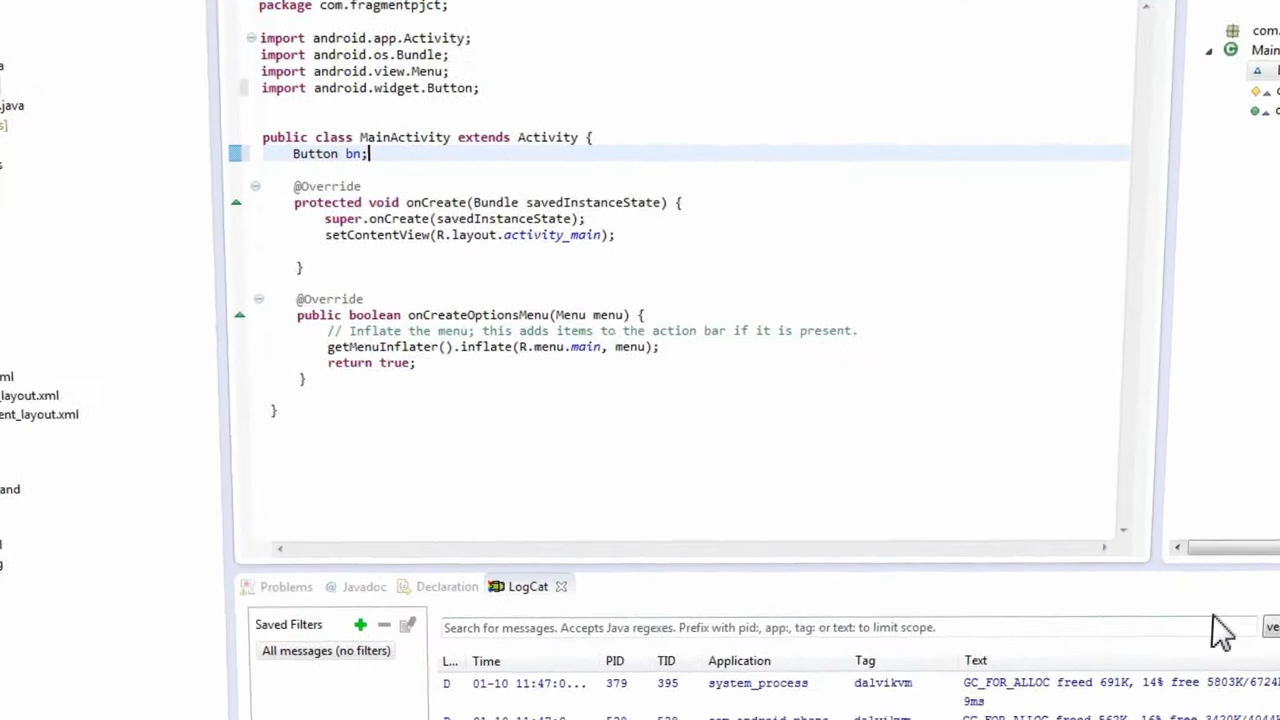 package com.fragmentpjct;
import android.app.Activity;
import android.os.Bundle;
import android.view.Menu;
import android.widget.Button;
public class MainActivity extends Activity {
Button bn;
@Override
protected void onCreate(Bundle savedInstanceState) {
super.onCreate(savedInstanceState);
setContentView(R.layout.activity_main);
}
@Override
public boolean onCreateOptionsMenu(Menu menu) {
// Inflate the menu; this adds items to the action bar if it is present.
getMenuInflater().inflate(R.menu.main, menu);
return true;
}
}
.java
_layout.xml
ent_layout.xml
and
com.
Main
Problems @ Javadoc Declaration LogCat
Saved Filters
All messages (no filters)
Search for messages. Accepts Java regexes. Prefix with pid:, app:, tag: or text: to limit scope.
L... Time PID TID Application Tag Text
D 01-10 11:47:0... 379 395 system_process dalvikvm GC_FOR_ALLOC freed 691K, 14% free 5803K/6724K
9ms